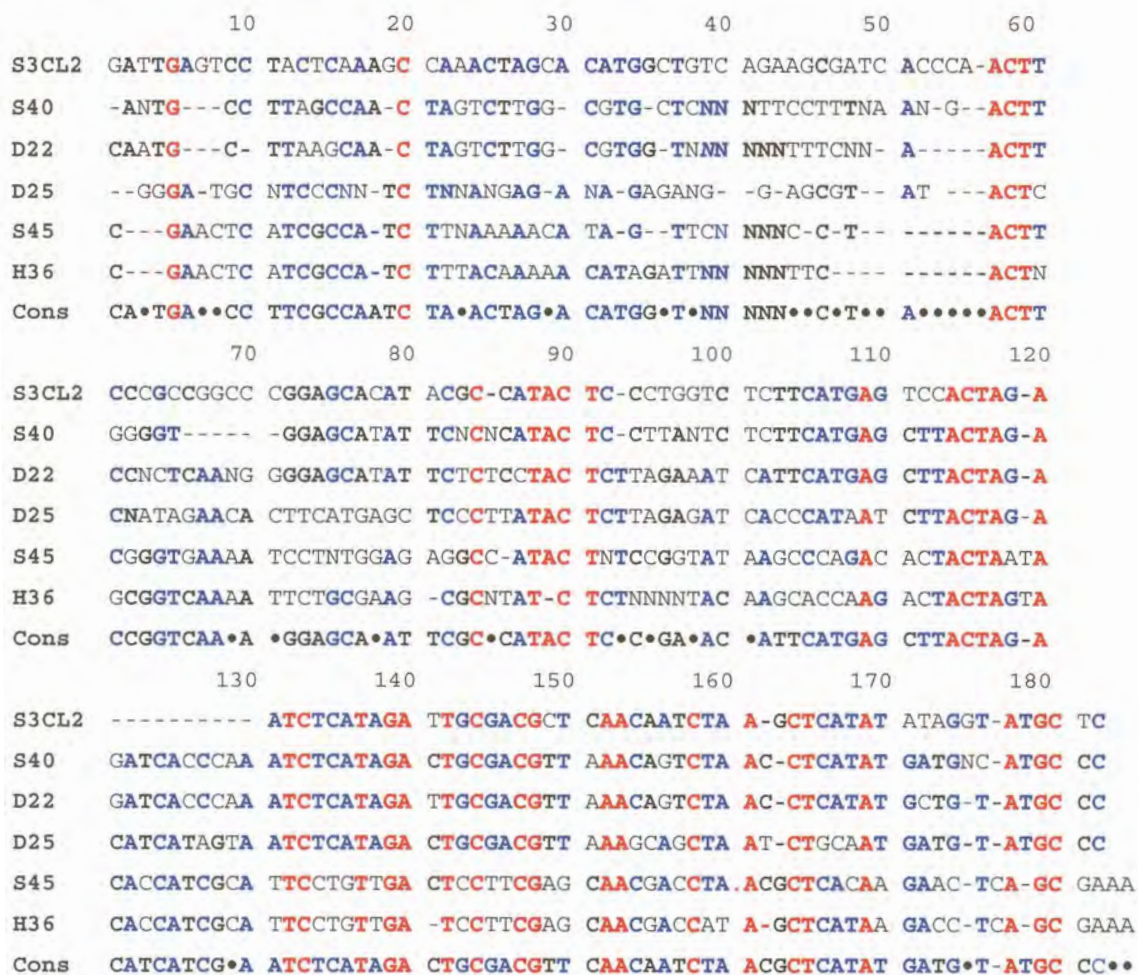 10 20 30 40 50 60
S3CL2 GATTGAGTCC TACTCAAAGC CAAACTAGCA CATGGCTGTC AGAAGCGATC ACCCA-ACTT
S40 -ANTG---CC TTAGCCAA-C TAGTCTTGG- CGTG-CTCNN NTTCCTTTNA AN-G--ACTT
D22 CAATG---C- TTAAGCAA-C TAGTCTTGG- CGTGG-TNNN NNNTTTCNN- A-----ACTT
D25 --GGGA-TGC NTCCCNN-TC TNNANGAG-A NA-GAGANG- -G-AGCGT-- AT----ACTC
S45 C---GAACTC ATCGCCA-TC TTNAAAAACA TA-G--TTCN NNNC-C-T-- ------ACTT
H36 C---GAACTC ATCGCCA-TC TTTACAAAAA CATAGATTNN NNNTTC---- ------ACTN
Cons CA•TGA••CC TTCGCCAATC TA•ACTAG•A CATGG•T•NN NNN••C•T•• A•••••ACTT
70 80 90 100 110 120
S3CL2 CCCGCCGGCC CGGAGCACAT ACGC-CATAC TC-CCTGGTC TCTTCATGAG TCCACTAG-A
S40 GGGGT----- -GGAGCATAT TCNCNCATAC TC-CTTANTC TCTTCATGAG CTTACTAG-A
D22 CCNCTCAANG GGGAGCATAT TCTCTCCTAC TCTTAGAAAT CATTCATGAG CTTACTAG-A
D25 CNATAGAACA CTTCATGAGC TCCCTTATAC TCTTAGAGAT CACCCATAAT CTTACTAG-A
S45 CGGGTGAAAA TCCTNTGGAG AGGCC-ATAC TNTCCGGTAT AAGCCCAGAC ACTACTAATA
H36 GCGGTCAAAA TTCTGCGAAG -CGCNTAT-C TCTNNNNTAC AAGCACCAAG ACTACTAGTA
Cons CCGGTCAA•A •GGAGCA•AT TCGC•CATAC TC•C•GA•AC •ATTCATGAG CTTACTAG-A
130 140 150 160 170 180
S3CL2 ---------- ATCTCATAGA TTGCGACGCT CAACAATCTA A-GCTCATAT ATAGGT-ATGC TC
S40 GATCACCCAA ATCTCATAGA CTGCGACGTT AAACAGTCTA AC-CTCATAT GATGNC-ATGC CC
D22 GATCACCCAA ATCTCATAGA TTGCGACGTT AAACAGTCTA AC-CTCATAT GCTG-T-ATGC CC
D25 CATCATAGTA ATCTCATAGA CTGCGACGTT AAAGCAGCTA AT-CTGCAAT GATG-T-ATGC CC
S45 CACCATCGCA TTCCTGTTGA CTCCTTCGAG CAACGACCTA.ACGCTCACAA GAAC-TCA-GC GAAA
H36 CACCATCGCA TTCCTGTTGA -TCCTTCGAG CAACGACCAT A-GCTCATAA GACC-TCA-GC GAAA
Cons CATCATCG•A ATCTCATAGA CTGCGACGTT CAACAATCTA ACGCTCATAT GATG•T-ATGC CC••